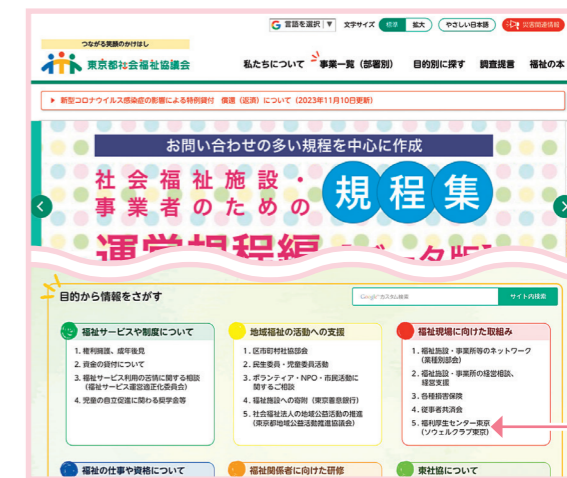 G 言語を選択 | ▼ 文字サイズ 標準 拡大 やさしい日本語 災害関連情報
つながる笑顔のかけはし
東京都社会福祉協議会
私たちについて 事業一覧（部署別） 目的別に探す 調査提言 福祉の本
▶ 新型コロナウイルス感染症の影響による特例貸付 償還（返済）について（2023年11月10日更新）
お問い合わせの多い規程を中心に作成
社会福祉施設・
事業者のための
規程集
運営規程編
目的から情報をさがす
Google カスタム検索 サイト内検索
福祉サービスや制度について
1. 権利擁護、成年後見
2. 資金の貸付について
3. 福祉サービス利用の苦情に関する相談
（福祉サービス運営適正化委員会）
4. 児童の自立促進に関わる奨学金等
地域福祉の活動への支援
1. 区市町村社協部会
2. 民生委員・児童委員活動
3. ボランティア・NPO・市民活動に
関するご相談
4. 福祉施設への寄附（東京善意銀行）
5. 社会福祉法人の地域公益活動の推進
（東京都地域公益活動推進協議会）
福祉現場に向けた取組み
1. 福祉施設・事業所等のネットワーク
（業種別部会）
2. 福祉施設・事業所の経営相談、
経営支援
3. 各種損害保険
4. 従事者共済会
5. 福利厚生センター東京
（ソウェルクラブ東京）
福祉の仕事や資格について
福祉関係者に向けた研修
東社協について